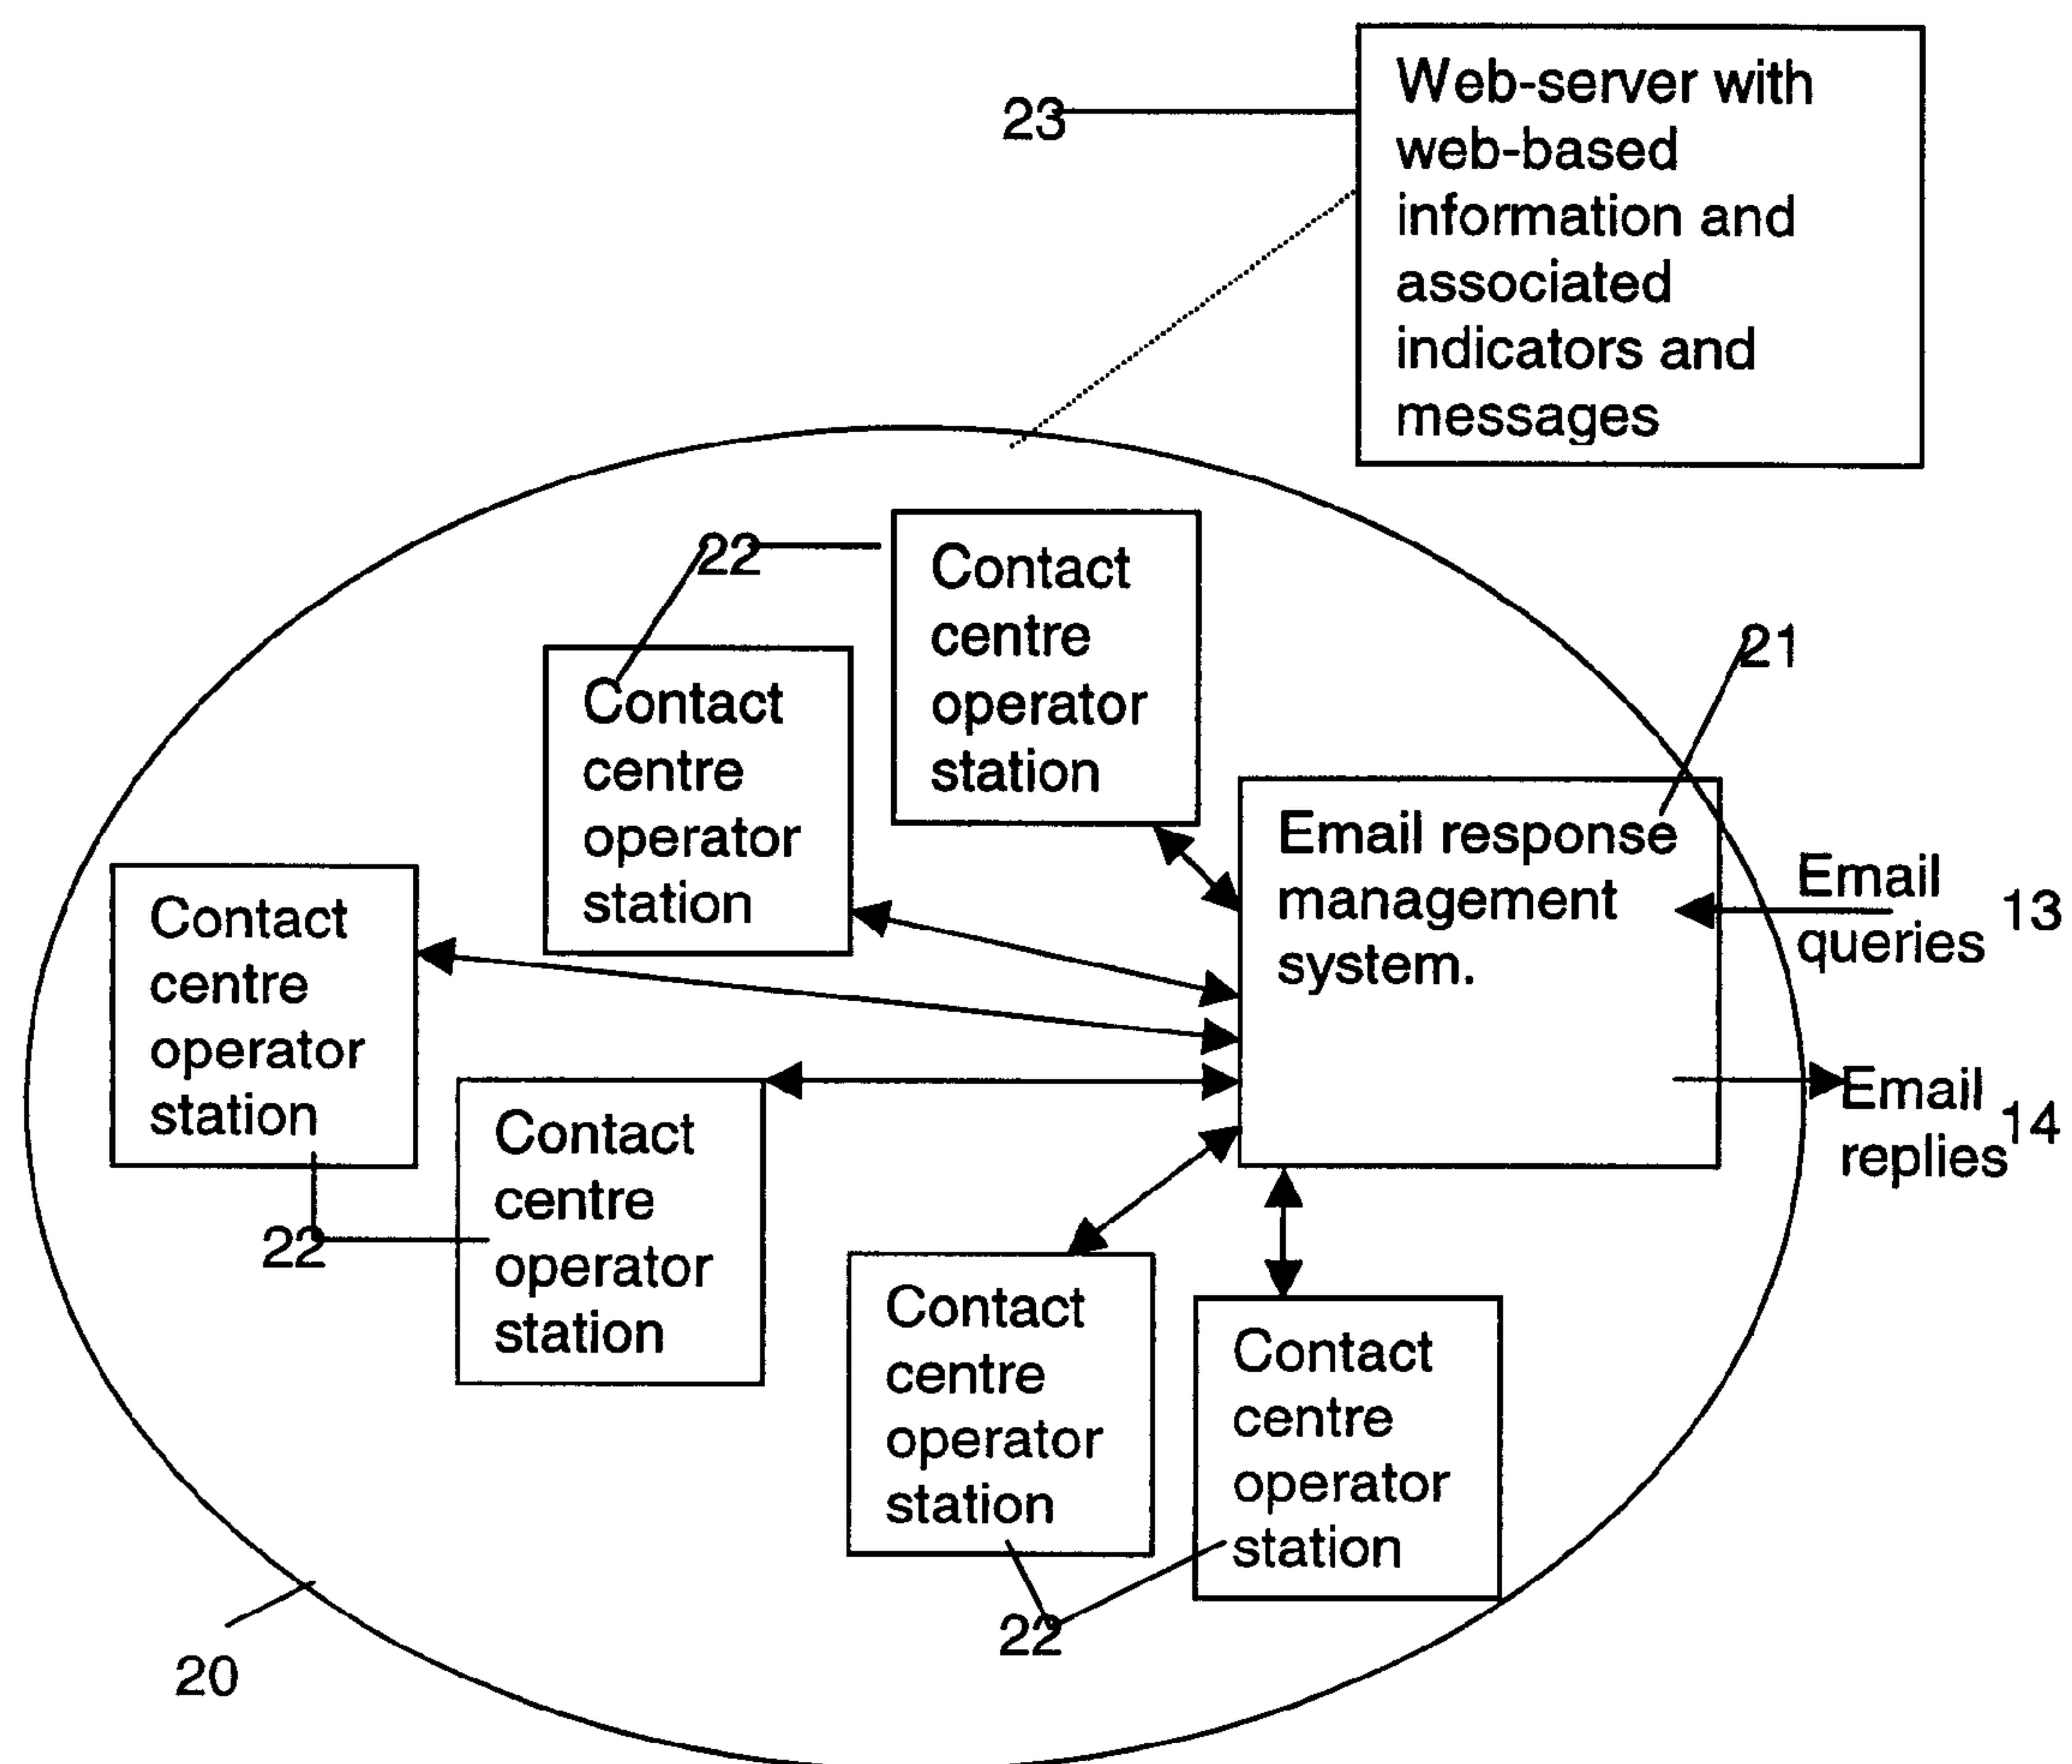 23
Web-server with
web-based
information and
associated
indicators and
messages
22
Contact
centre
operator
station
Contact
centre
operator
station
21
Email response
management
system.
Email
queries
13
Contact
centre
operator
station
Email
replies
14
Contact
centre
operator
station
22
Contact
centre
operator
station
Contact
centre
operator
station
22
20